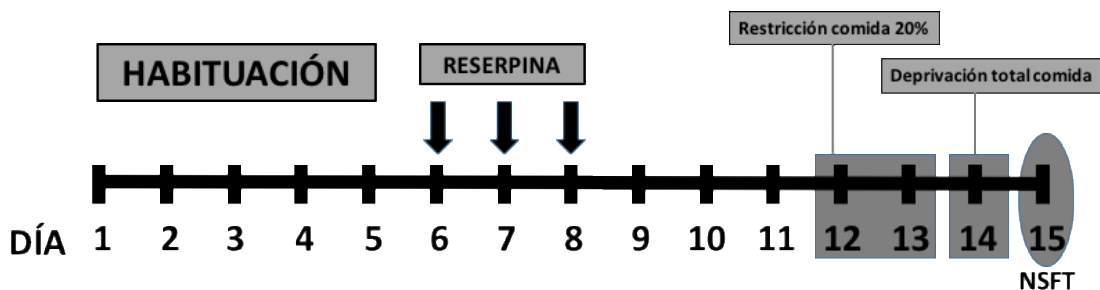 Restricción comida 20%
HABITUACIÓN
RESERPINA
Deprivación total comida
DÍA 1 2 3 4 5 6 7 8 9 10 11 12 13 14 15
NSFT